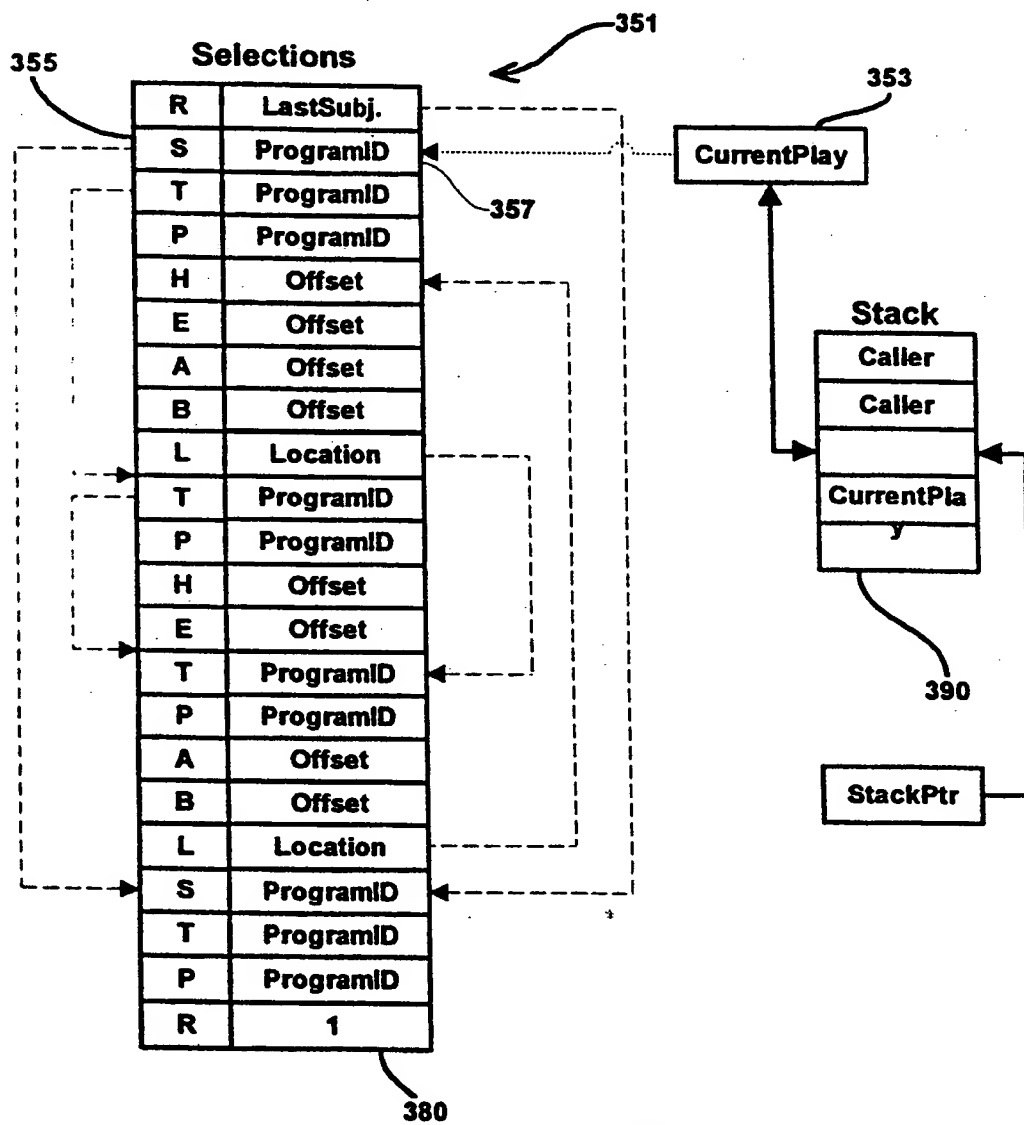 351
355
Selections
353
R LastSubj.
S ProgramID
CurrentPlay
T ProgramID
357
P ProgramID
H Offset
E Offset
A Offset
B Offset
L Location
T ProgramID
P ProgramID
H Offset
E Offset
T ProgramID
P ProgramID
A Offset
B Offset
L Location
S ProgramID
T ProgramID
P ProgramID
R 1
380
Stack
Caller
Caller
CurrentPla
y
390
StackPtr